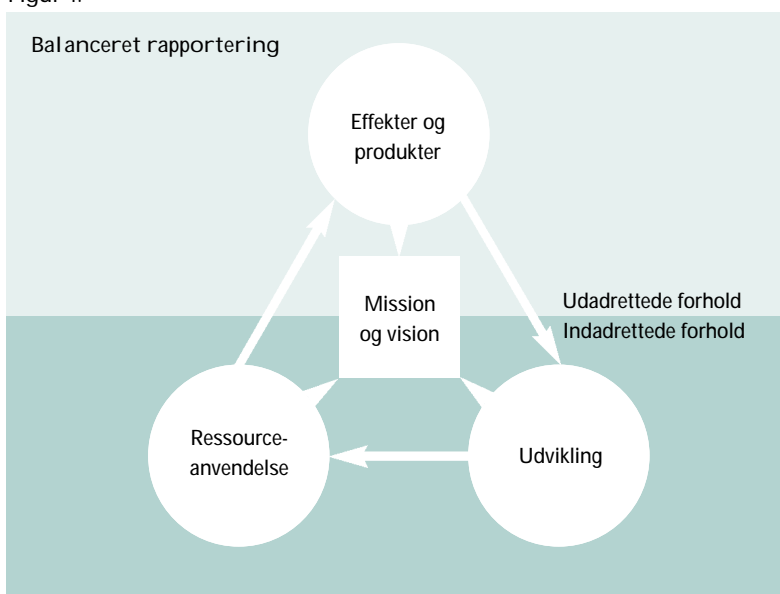 Balanceret rapportering
Effekter og
produkter
Mission
og vision
Udadrettede forhold
Indadrettede forhold
Ressource-
anvendelse
Udvikling